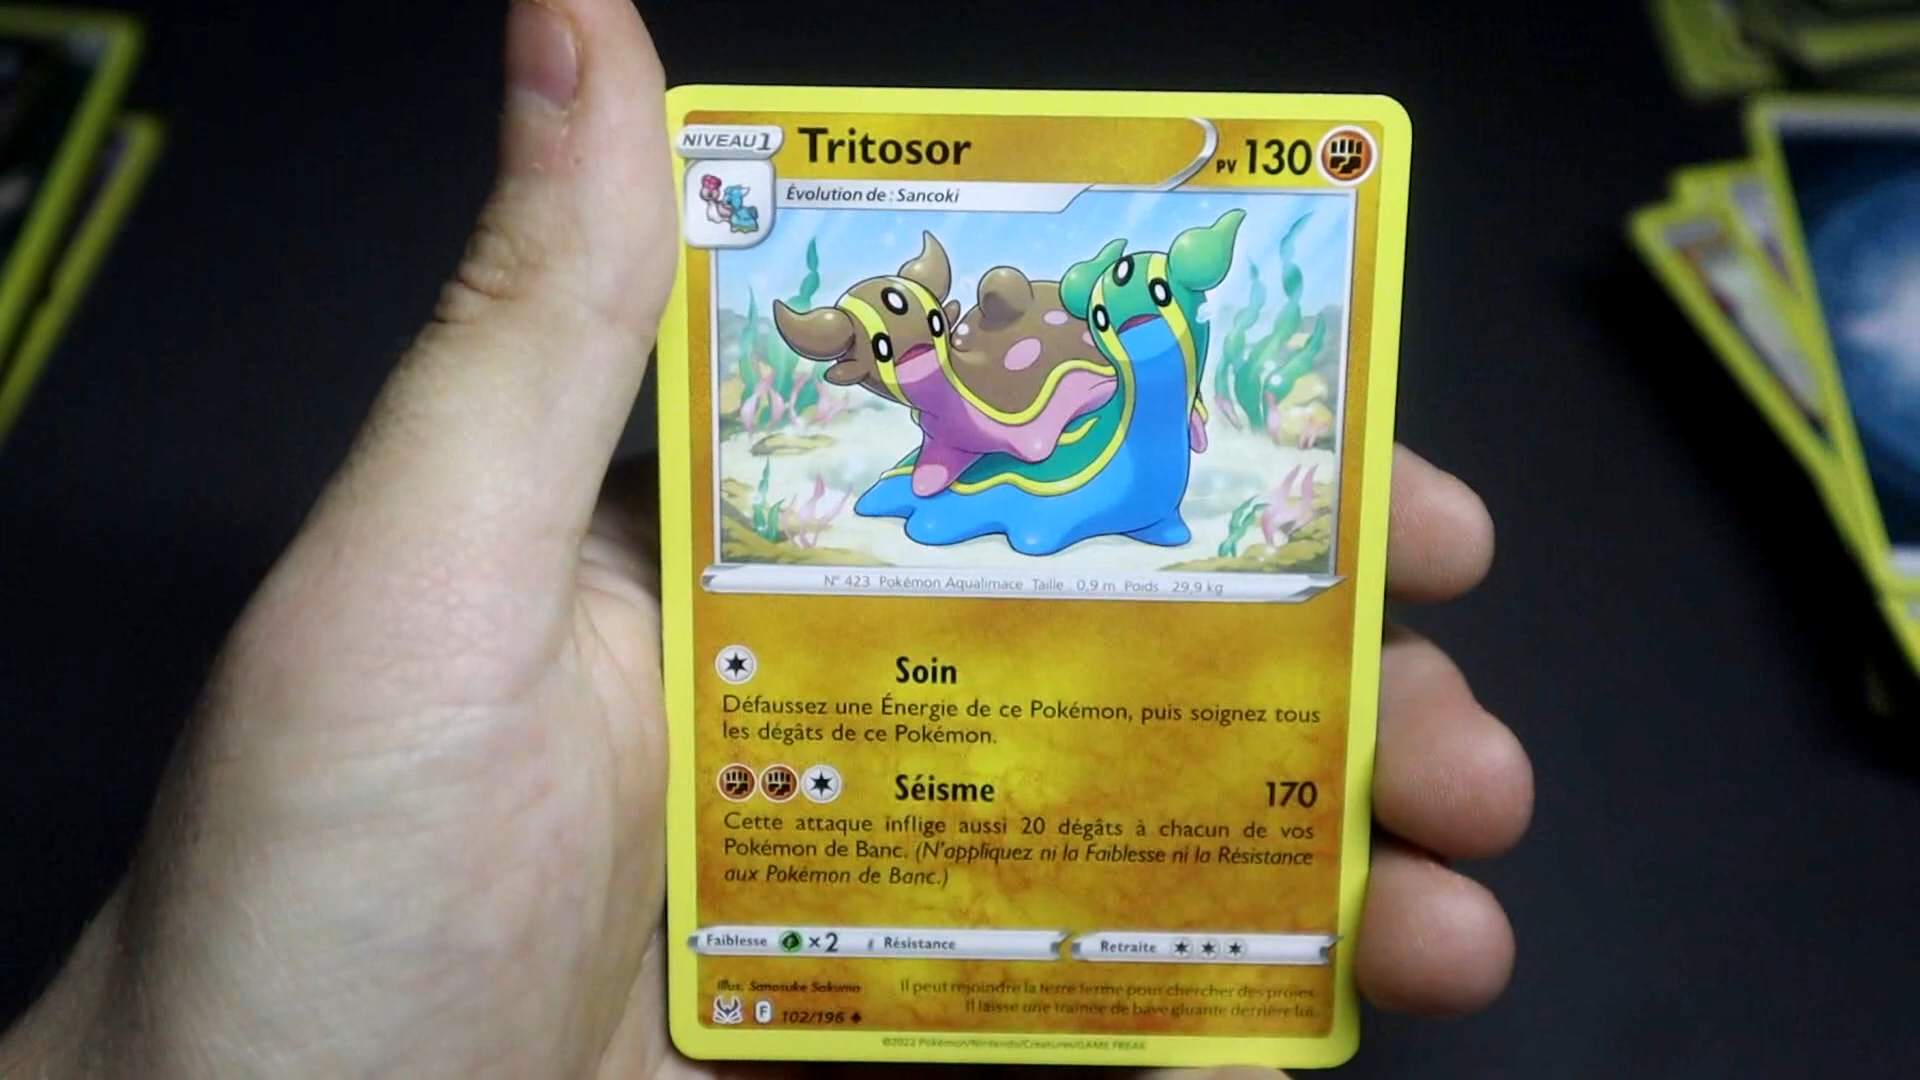 NIVEAU 1
Tritosor
PV 130
Évolution de : Sancoki
N° 423 Pokémon Aqualimace Taille : 0,9 m Poids : 29,9 kg
Soin
Défaussez une Énergie de ce Pokémon, puis soignez tous
les dégâts de ce Pokémon.
Séisme 170
Cette attaque inflige aussi 20 dégâts à chacun de vos
Pokémon de Banc. (N'appliquez ni la Faiblesse ni la Résistance
aux Pokémon de Banc.)
Faiblesse ×2 Résistance Retraite
Illus. Sanosuke Sakuma
Il peut rejoindre la terre ferme pour chercher des proies.
Il laisse une traînée de bave gluante derrière lui.
F 102/196
©2022 Pokémon/Nintendo/Creatures/GAME FREAK